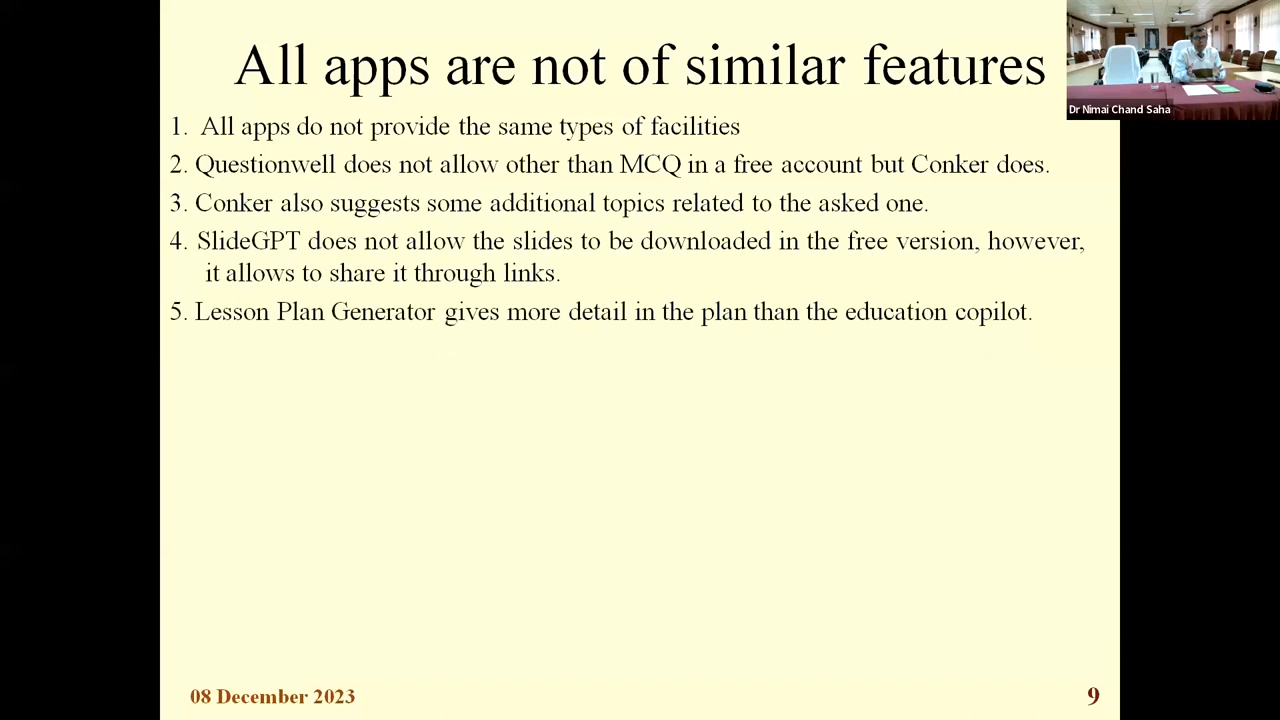 All apps are not of similar features
Dr Nimai Chand Saha
1. All apps do not provide the same types of facilities
2. Questionwell does not allow other than MCQ in a free account but Conker does.
3. Conker also suggests some additional topics related to the asked one.
4. SlideGPT does not allow the slides to be downloaded in the free version, however,
it allows to share it through links.
5. Lesson Plan Generator gives more detail in the plan than the education copilot.
08 December 2023
9